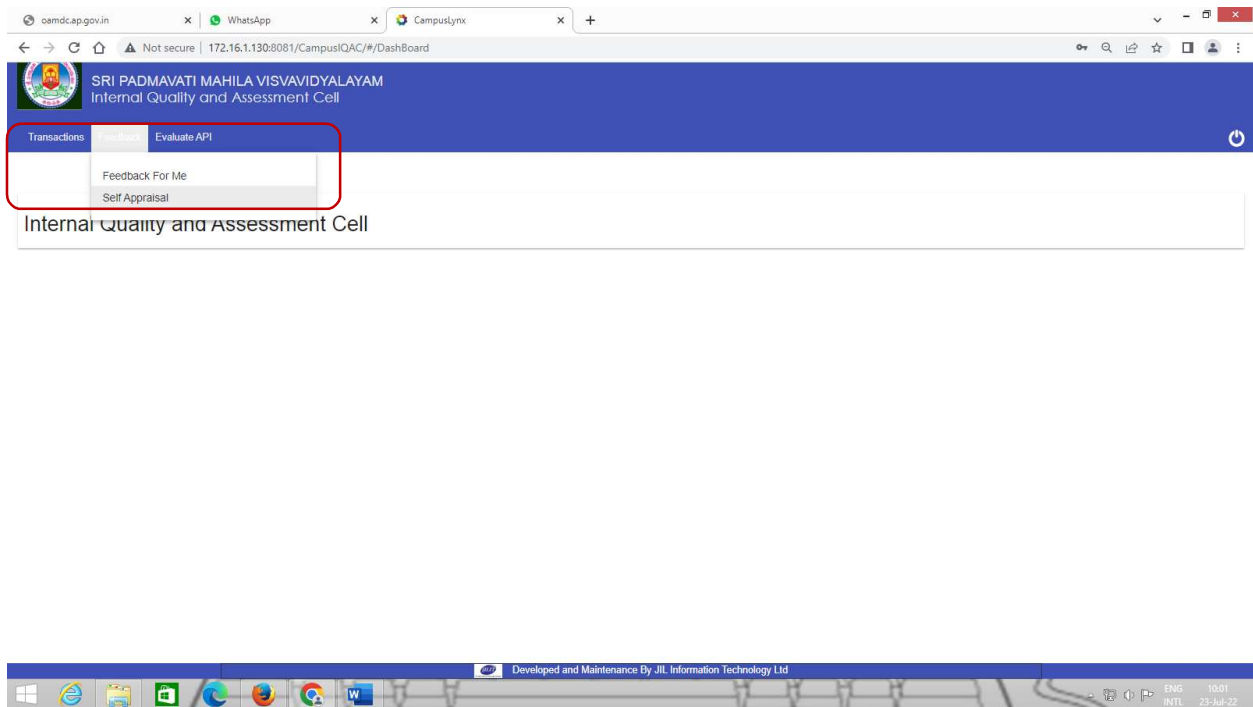 oamdc.ap.gov.in WhatsApp CampusLynx
Not secure 172.16.1.130:8081/CampusIQAC/#/DashBoard
SRI PADMAVATI MAHILA VISVAVIDYALAYAM
Internal Quality and Assessment Cell
Transactions Feedback Evaluate API
Feedback For Me
Self Appraisal
Internal Quality and Assessment Cell
Developed and Maintenance By JIL Information Technology Ltd
ENG 10:01
INTL 23-Jul-22